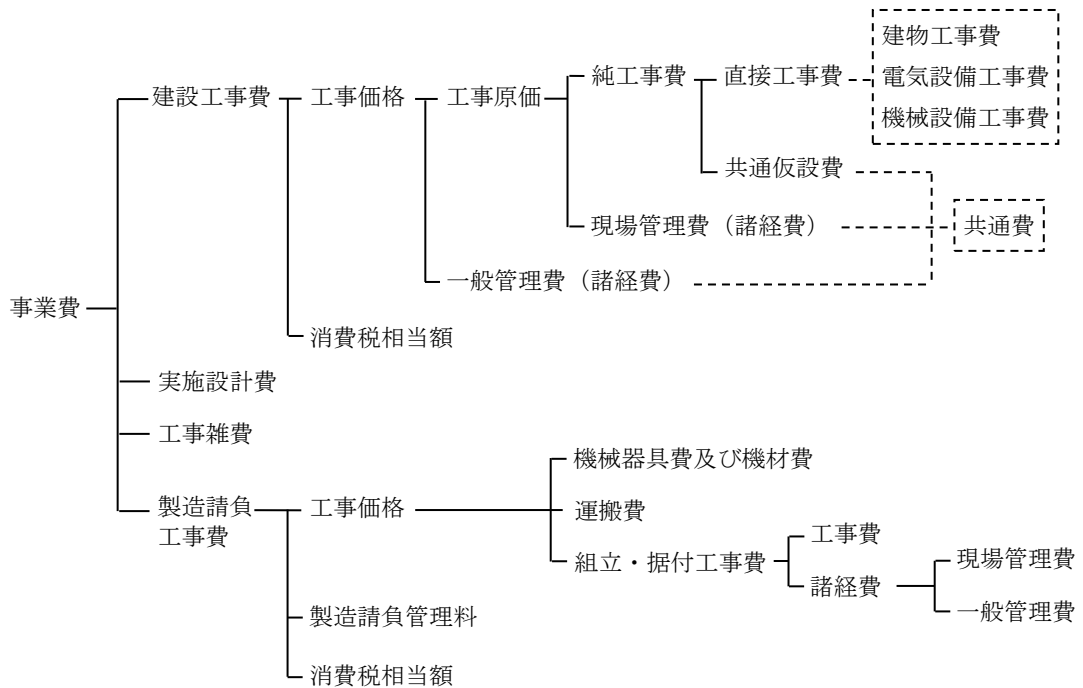 建物工事費
純工事費
直接工事費
電気設備工事費
建設工事費
工事価格
工事原価
機械設備工事費
共通仮設費
現場管理費（諸経費）
共通費
一般管理費（諸経費）
事業費
消費税相当額
実施設計費
工事雑費
機械器具費及び機材費
製造請負
工事費
工事価格
運搬費
工事費
組立・据付工事費
現場管理費
諸経費
一般管理費
製造請負管理料
消費税相当額